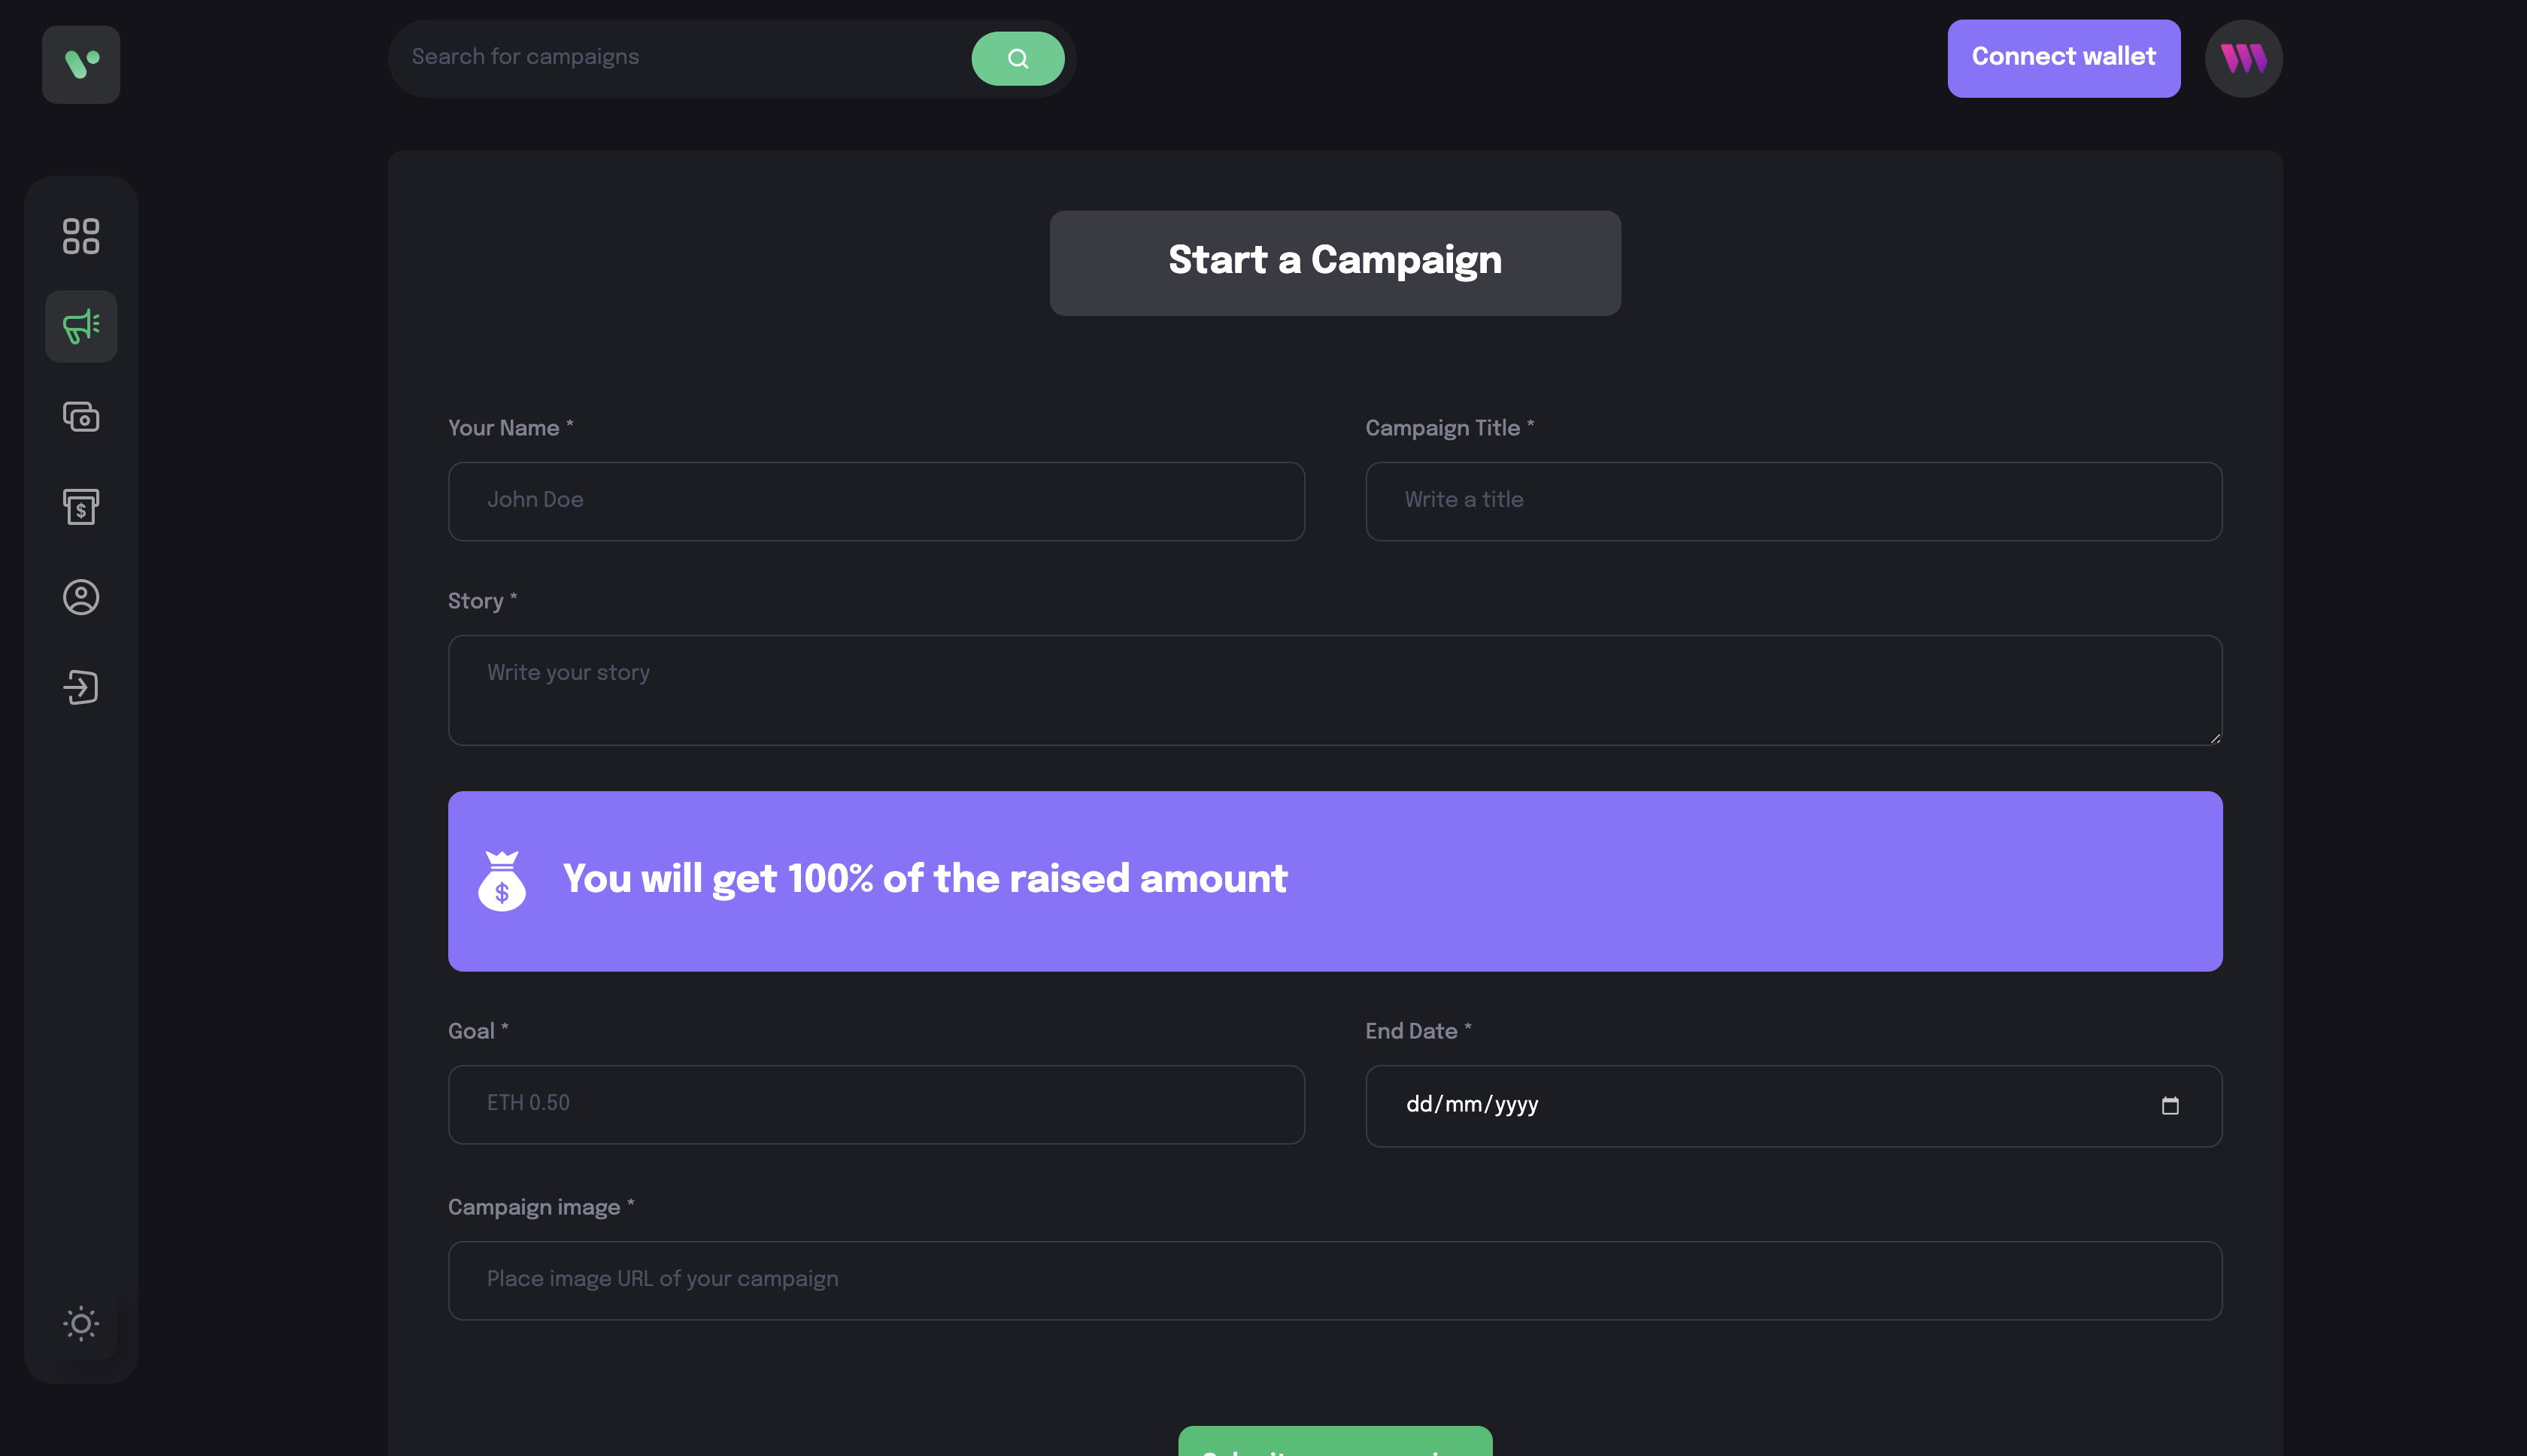 Search for campaigns
Connect wallet
Start a Campaign
Your Name *
Campaign Title *
John Doe
Write a title
Story *
Write your story
$
You will get 100% of the raised amount
$
Goal *
End Date *
ETH 0.50
dd/mm/yyyy
Campaign image *
Place image URL of your campaign